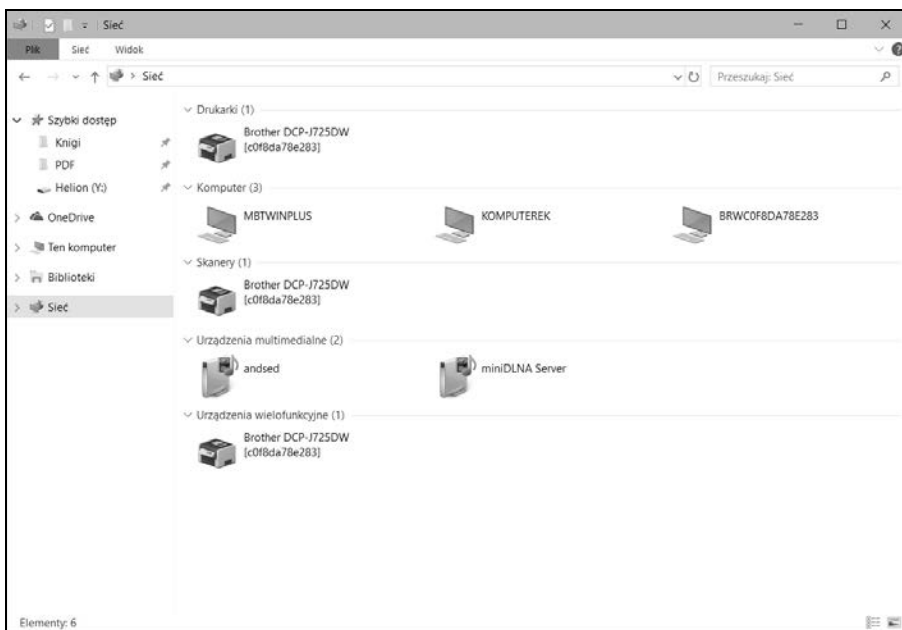 Sieć
Plik Sieć Widok
Sieć
Przeszukaj: Sieć
Szybki dostęp
Knigi
PDF
Helion (Y:)
OneDrive
Ten komputer
Biblioteki
Sieć
Drukarki (1)
Brother DCP-J725DW
[c0f8da78e283]
Komputer (3)
MBTWINPLUS
KOMPUTEREK
BRWC0F8DA78E283
Skanery (1)
Brother DCP-J725DW
[c0f8da78e283]
Urządzenia multimedialne (2)
andsed
miniDLNA Server
Urządzenia wielofunkcyjne (1)
Brother DCP-J725DW
[c0f8da78e283]
Elementy: 6